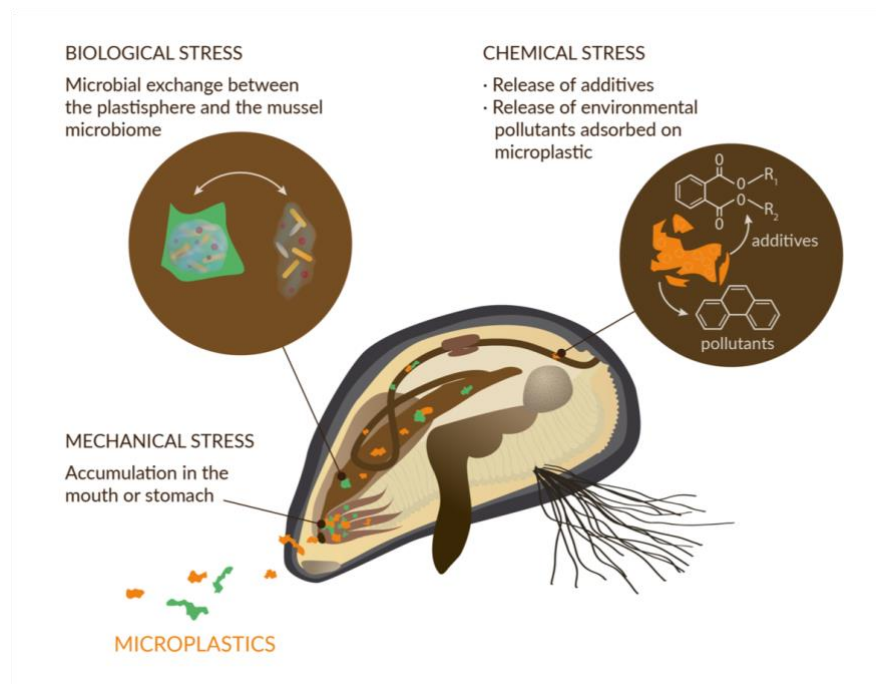 BIOLOGICAL STRESS
Microbial exchange between
the plastisphere and the mussel
microbiome
CHEMICAL STRESS
· Release of additives
· Release of environmental
pollutants adsorbed on
microplastic
O
O
R₁
O
R₂
O
additives
pollutants
MECHANICAL STRESS
Accumulation in the
mouth or stomach
MICROPLASTICS